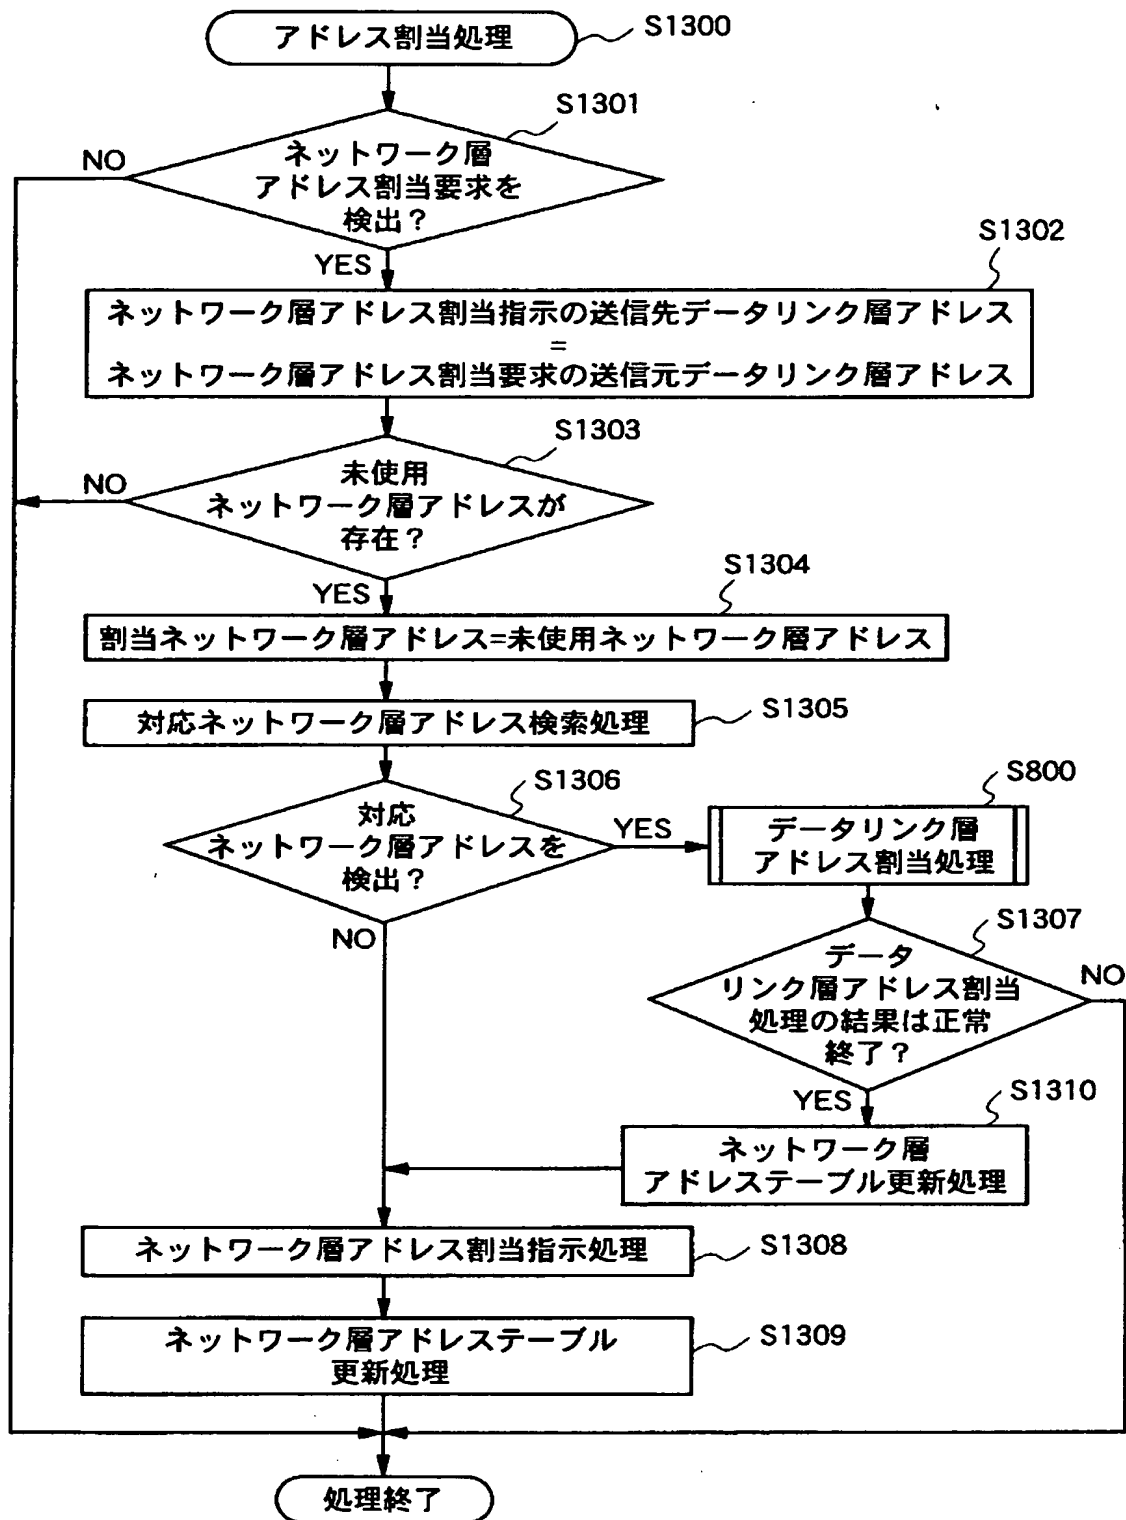 アドレス割当処理
S1300
S1301
ネットワーク層
アドレス割当要求を
検出?
NO
YES
S1302
ネットワーク層アドレス割当指示の送信先データリンク層アドレス
=
ネットワーク層アドレス割当要求の送信元データリンク層アドレス
S1303
未使用
ネットワーク層アドレスが
存在?
NO
YES
S1304
割当ネットワーク層アドレス=未使用ネットワーク層アドレス
対応ネットワーク層アドレス検索処理
S1305
S1306
対応
ネットワーク層アドレスを
検出?
YES
NO
S800
データリンク層
アドレス割当処理
S1307
データ
リンク層アドレス割当
処理の結果は正常
終了?
NO
YES
S1310
ネットワーク層
アドレステーブル更新処理
ネットワーク層アドレス割当指示処理
S1308
ネットワーク層アドレステーブル
更新処理
S1309
処理終了